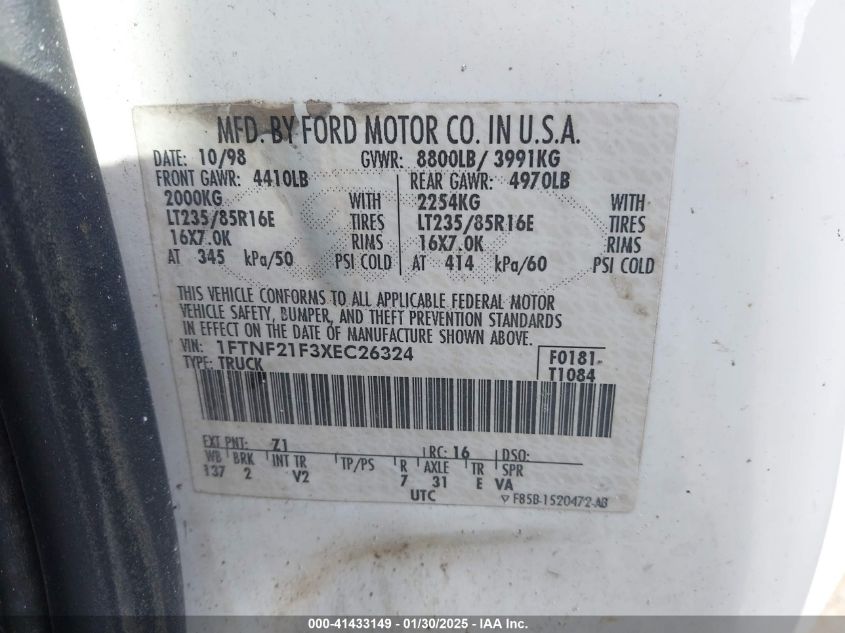 MFD. BY FORD MOTOR CO. IN U.S.A.
DATE: 10/98 GVWR: 8800LB/ 3991KG
FRONT GAWR: 4410LB REAR GAWR: 4970LB
2000KG WITH 2254KG WITH
LT235/85R16E TIRES LT235/85R16E TIRES
16X7.0K RIMS 16X7.0K RIMS
AT 345 kPa/50 PSI COLD AT 414 kPa/60 PSI COLD
THIS VEHICLE CONFORMS TO ALL APPLICABLE FEDERAL MOTOR
VEHICLE SAFETY, BUMPER, AND THEFT PREVENTION STANDARDS
IN EFFECT ON THE DATE OF MANUFACTURE SHOWN ABOVE.
VIN: 1FTNF21F3XEC26324 F0181
TYPE: TRUCK T1084
EXT PNT: Z1 RC: 16 DSO:
WB BRK INT TR TP/PS R AXLE TR SPR
137 2 V2 7 31 E VA
UTC F85B-1520472-AB
000-41433149 | 01/30/2025 | IAA Inc.